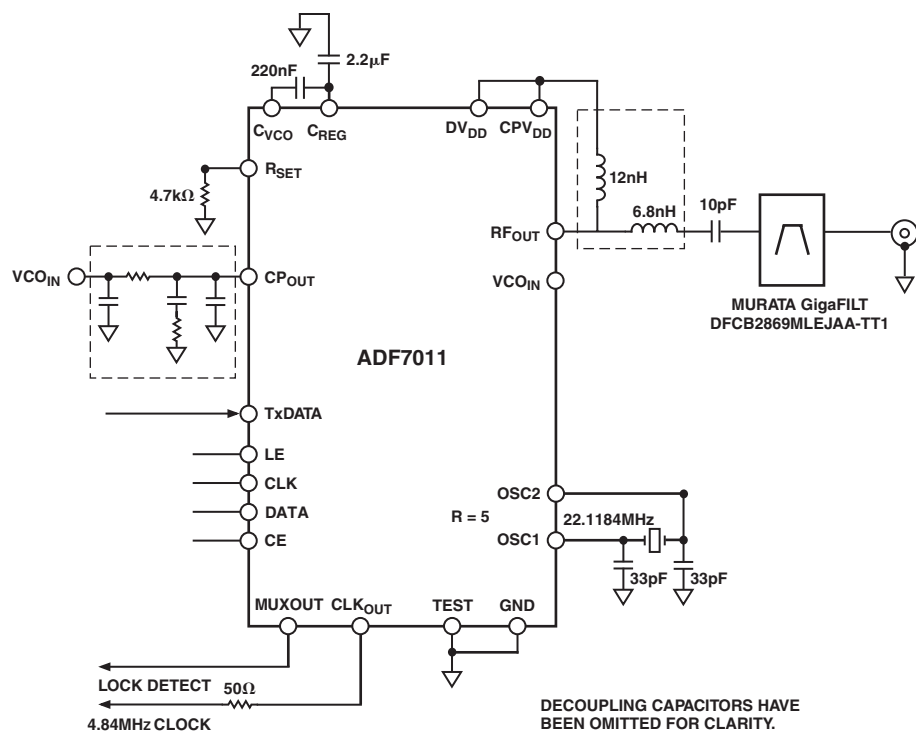 2.2μF
220nF
CVCO
CREG
DVDD
CPVDD
RSET
4.7kΩ
12nH
6.8nH
10pF
RFOUT
VCOIN
CPOUT
VCOIN
MURATA GigaFILT
DFCB2869MLEJAA-TT1
ADF7011
TxDATA
LE
CLK
DATA
CE
OSC2
R = 5
22.1184MHz
OSC1
33pF
33pF
MUXOUT
CLKOUT
TEST
GND
LOCK DETECT
50Ω
4.84MHz CLOCK
DECOUPLING CAPACITORS HAVE
BEEN OMITTED FOR CLARITY.